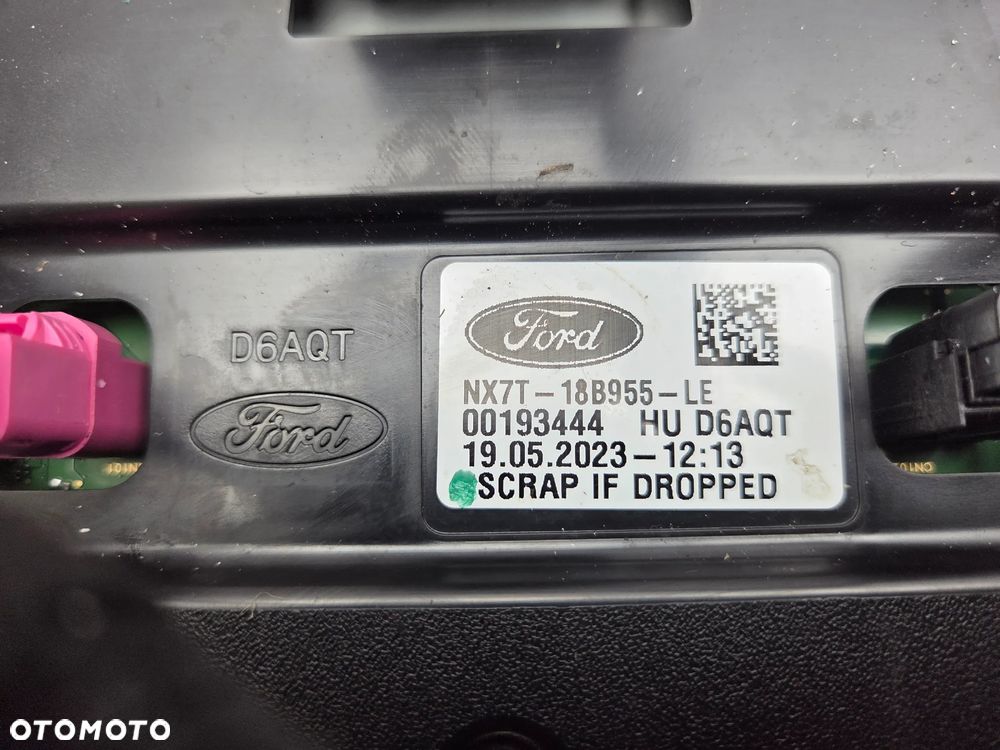 D6AQT
Ford
Ford
NX7T-18B955-LE
00193444 HU D6AQT
19.05.2023-12:13
SCRAP IF DROPPED
OTOMOTO